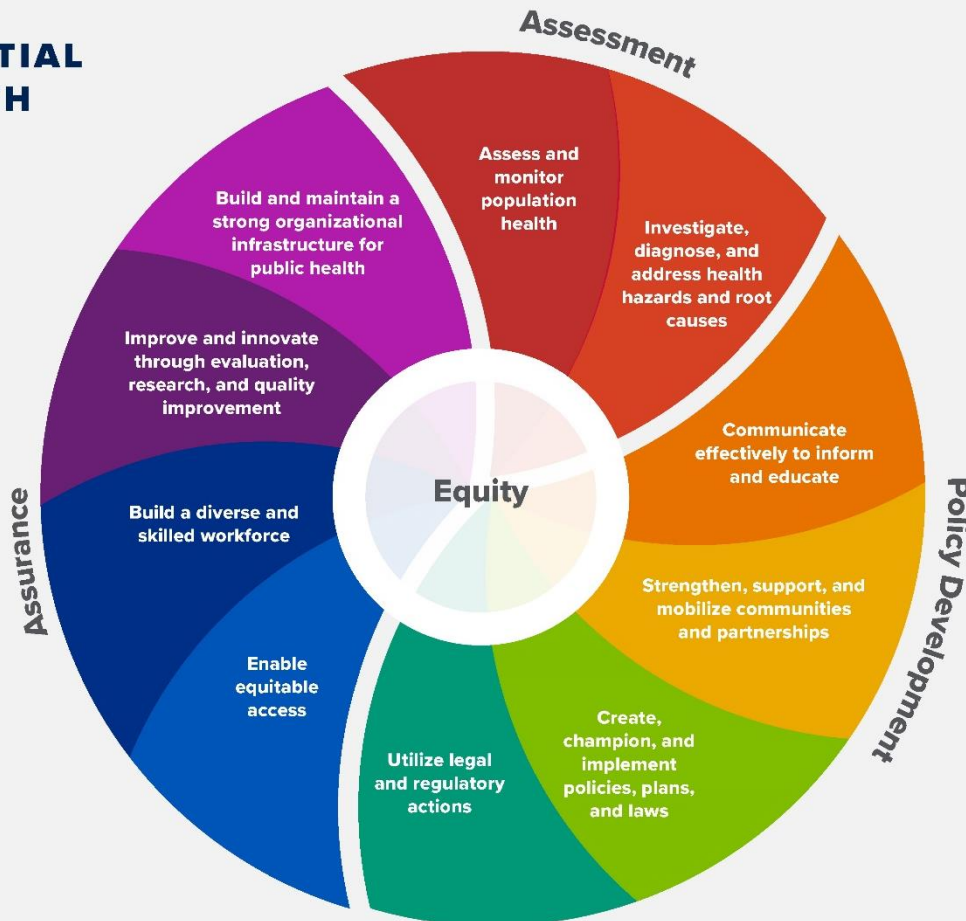 TIAL
H
Assessment
Assess and
monitor
population
health
Investigate,
diagnose, and
address health
hazards and root
causes
Policy Development
Communicate
effectively to inform
and educate
Strengthen, support, and
mobilize communities
and partnerships
Create,
champion, and
implement
policies, plans,
and laws
Utilize legal
and regulatory
actions
Assurance
Enable
equitable
access
Build a diverse and
skilled workforce
Improve and innovate
through evaluation,
research, and quality
improvement
Build and maintain a
strong organizational
infrastructure for
public health
Equity